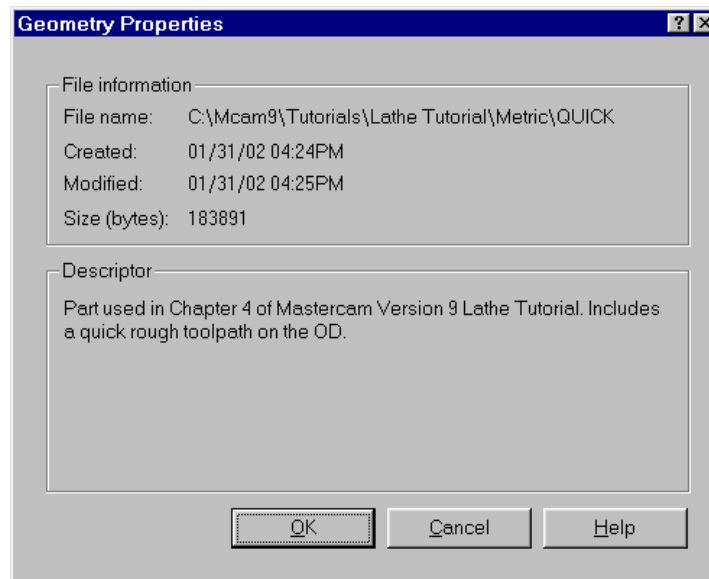 Geometry Properties
File information
File name: C:\Mcam9\Tutorials\Lathe Tutorial\Metric\QUICK
Created: 01/31/02 04:24PM
Modified: 01/31/02 04:25PM
Size (bytes): 183891
Descriptor
Part used in Chapter 4 of Mastercam Version 9 Lathe Tutorial. Includes
a quick rough toolpath on the OD.
OK Cancel Help